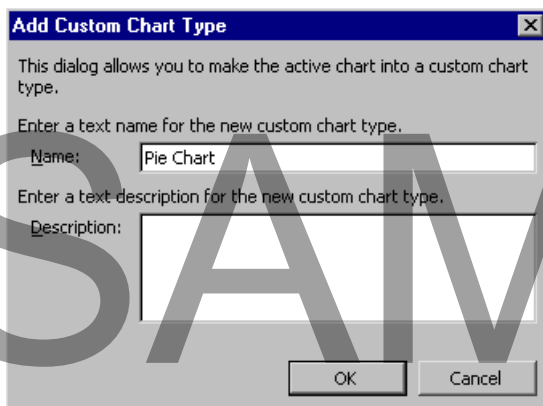 Add Custom Chart Type
This dialog allows you to make the active chart into a custom chart
type.
Enter a text name for the new custom chart type.
Name: Pie Chart
Enter a text description for the new custom chart type.
Description:
OK Cancel
SAM